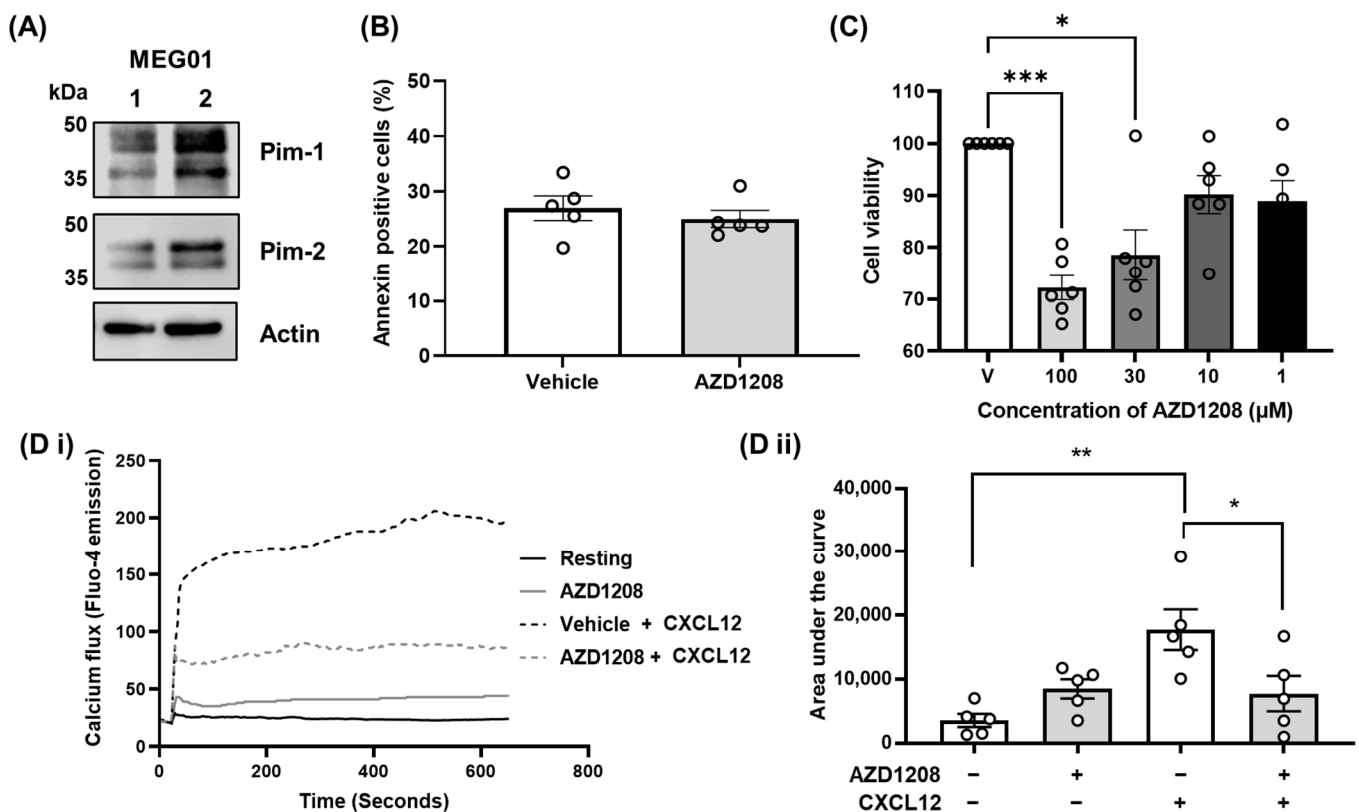 (A)
MEG01
kDa
1 2
50
35
Pim-1
50
35
Pim-2
Actin
(B)
Annexin positive cells (%)
50
40
30
20
10
0
Vehicle AZD1208
(C)
*
***
Cell viability
110
100
90
80
70
60
V 100 30 10 1
Concentration of AZD1208 (µM)
(D i)
Calcium flux (Fluo-4 emission)
250
200
150
100
50
0
0 200 400 600 800
Time (Seconds)
Resting
AZD1208
Vehicle + CXCL12
AZD1208 + CXCL12
(D ii)
**
*
Area under the curve
40,000
30,000
20,000
10,000
0
AZD1208 – + – +
CXCL12 – – + +